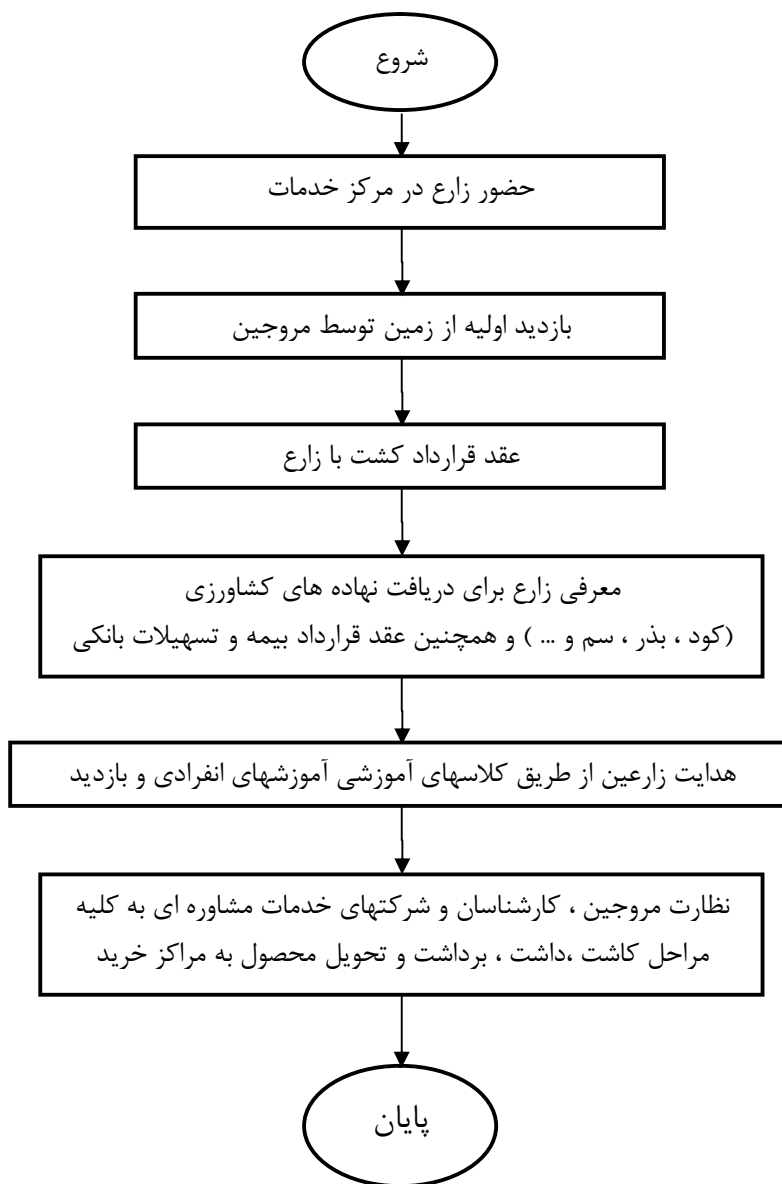 شروع
حضور زارع در مرکز خدمات
بازدید اولیه از زمین توسط مروجین
عقد قرارداد کشت با زارع
معرفی زارع برای دریافت نهاده های کشاورزی
(کود ، بذر ، سم و ... ) و همچنین عقد قرارداد بیمه و تسهیلات بانکی
هدایت زارعین از طریق کلاسهای آموزشی آموزشهای انفرادی و بازدید
نظارت مروجین ، کارشناسان و شرکتهای خدمات مشاوره ای به کلیه
مراحل کاشت ،داشت ، برداشت و تحویل محصول به مراکز خرید
پایان